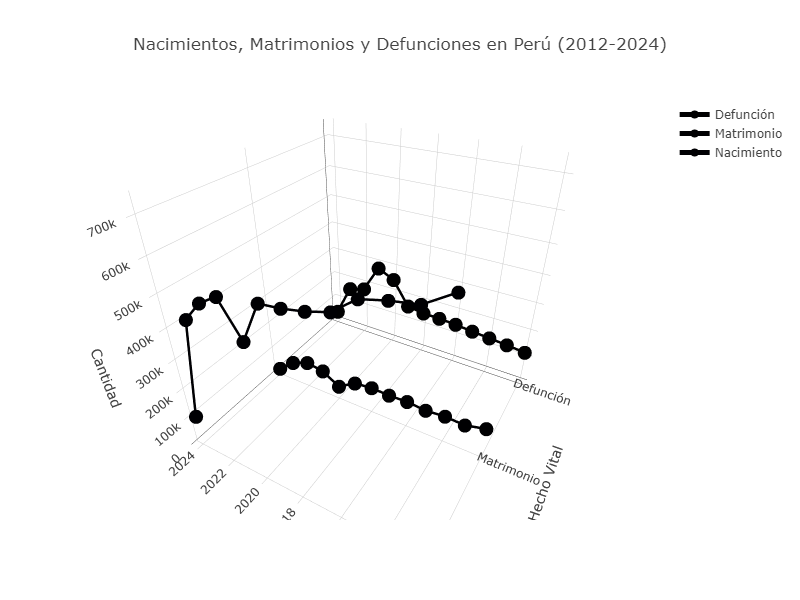 Nacimientos, Matrimonios y Defunciones en Perú (2012-2024)
Defunción
Matrimonio
Nacimiento
700k
600k
500k
400k
300k
200k
100k
0
Cantidad
2024
2022
2020
18
Defunción
Matrimonio
Hecho Vital